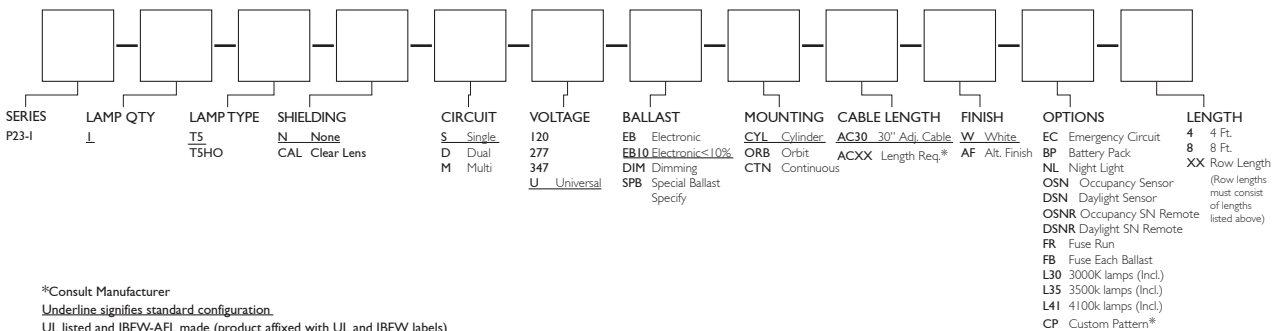 SERIES
P23-I
LAMP QTY
1
LAMP TYPE
T5
T5HO
SHIELDING
N None
CAL Clear Lens
CIRCUIT
S Single
D Dual
M Multi
VOLTAGE
120
277
347
U Universal
BALLAST
EB Electronic
EB10 Electronic<10%
DIM Dimming
SPB Special Ballast
Specify
MOUNTING
CYL Cylinder
ORB Orbit
CTN Continuous
CABLE LENGTH
AC30 30" Adj. Cable
ACXX Length Req.*
FINISH
W White
AF Alt. Finish
OPTIONS
EC Emergency Circuit
BP Battery Pack
NL Night Light
OSN Occupancy Sensor
DSN Daylight Sensor
OSNR Occupancy SN Remote
DSNR Daylight SN Remote
FR Fuse Run
FB Fuse Each Ballast
L30 3000K lamps (Incl.)
L35 3500k lamps (Incl.)
L41 4100k lamps (Incl.)
CP Custom Pattern*
LENGTH
4 4 Ft.
8 8 Ft.
XX Row Length
(Row lengths
must consist
of lengths
listed above)
*Consult Manufacturer
Underline signifies standard configuration
UL listed and IBEW-AFL made (product affixed with UL and IBEW labels)